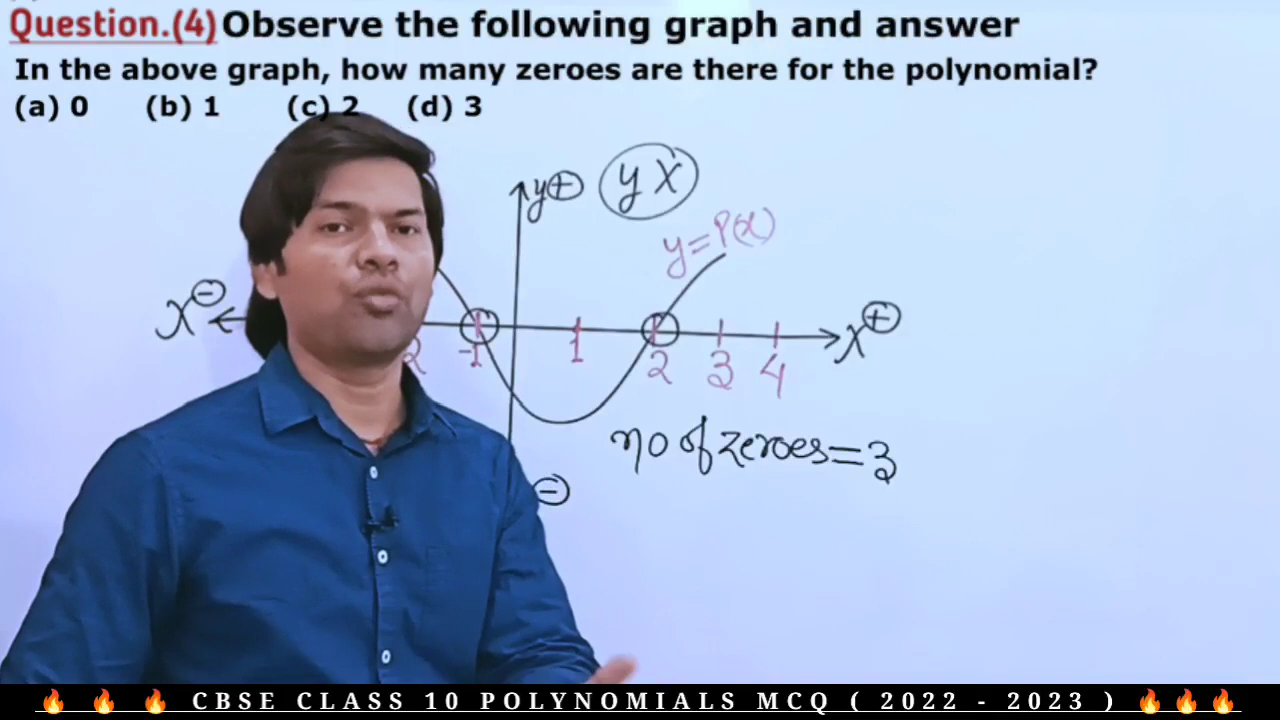 Question.(4) Observe the following graph and answer
In the above graph, how many zeroes are there for the polynomial?
(a) 0 (b) 1 (c) 2 (d) 3
y⊕ y X
y=P(x)
X⊖
X⊕
2 -1 1 2 3 4
no of zeroes=3
⊖
🔥 🔥 🔥 CBSE CLASS 10 POLYNOMIALS MCQ ( 2022 - 2023 ) 🔥🔥🔥